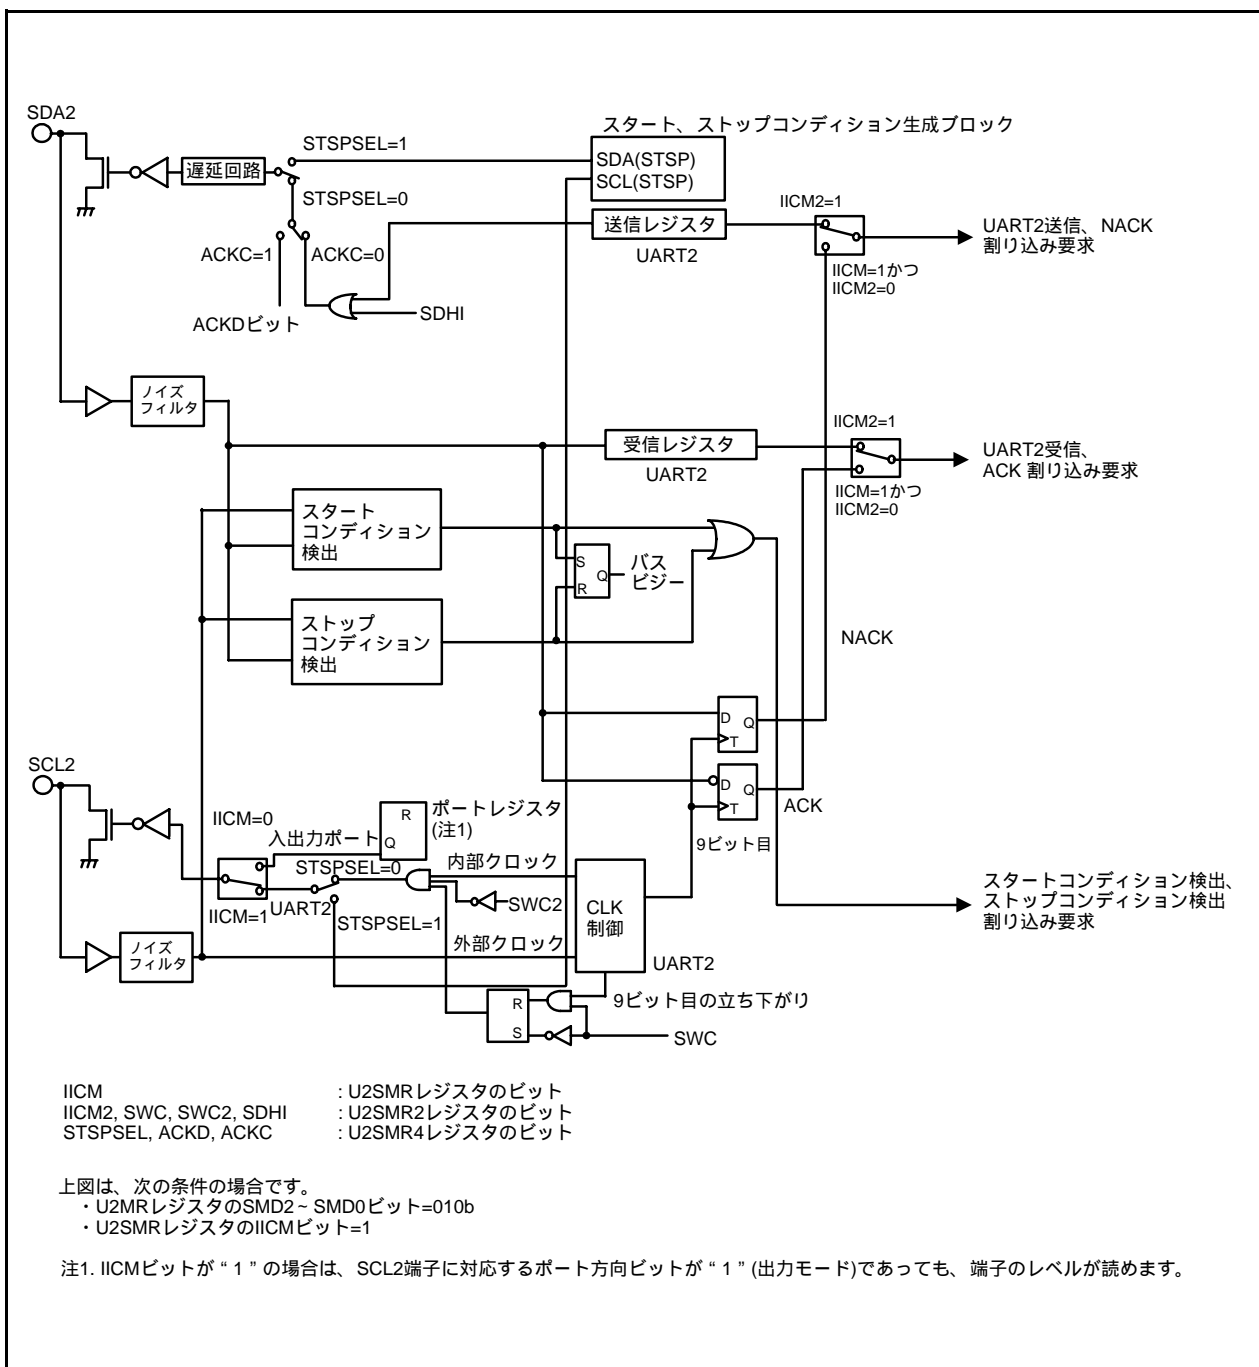 SDA2
スタート、ストップコンディション生成ブロック
STSPSEL=1
SDA(STSP)
SCL(STSP)
遅延回路
STSPSEL=0
IICM2=1
送信レジスタ
UART2
UART2送信、NACK
割り込み要求
ACKC=1
ACKC=0
IICM=1かつ
IICM2=0
SDHI
ACKDビット
ノイズ
フィルタ
IICM2=1
受信レジスタ
UART2
UART2受信、
ACK 割り込み要求
IICM=1かつ
IICM2=0
スタート
コンディション
検出
S
R
Q
バス
ビジー
ストップ
コンディション
検出
NACK
D
Q
T
SCL2
D
Q
T
ACK
9ビット目
IICM=0
入出力ポート
R
Q
ポートレジスタ
(注1)
STSPSEL=0
内部クロック
IICM=1
UART2
SWC2
CLK
制御
STSPSEL=1
スタートコンディション検出、
ストップコンディション検出
割り込み要求
ノイズ
フィルタ
外部クロック
UART2
R
S
9ビット目の立ち下がり
SWC
IICM : U2SMRレジスタのビット
IICM2, SWC, SWC2, SDHI : U2SMR2レジスタのビット
STSPSEL, ACKD, ACKC : U2SMR4レジスタのビット
上図は、次の条件の場合です。
・U2MRレジスタのSMD2~SMD0ビット=010b
・U2SMRレジスタのIICMビット=1
注1. IICMビットが“1”の場合は、SCL2端子に対応するポート方向ビットが“1”(出力モード)であっても、端子のレベルが読めます。